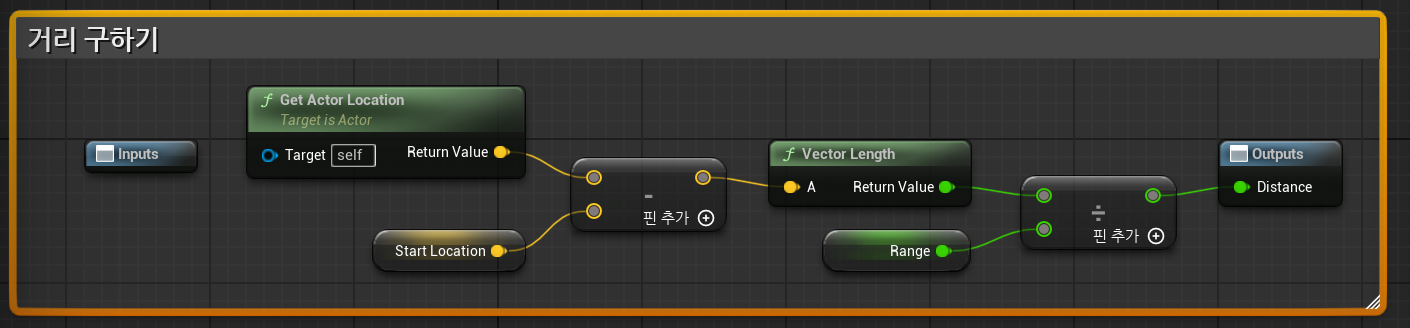 거리 구하기
Inputs
f Get Actor Location
Target is Actor
Target self
Return Value
Start Location
-
핀 추가
f Vector Length
A
Return Value
Range
÷
핀 추가
Outputs
Distance